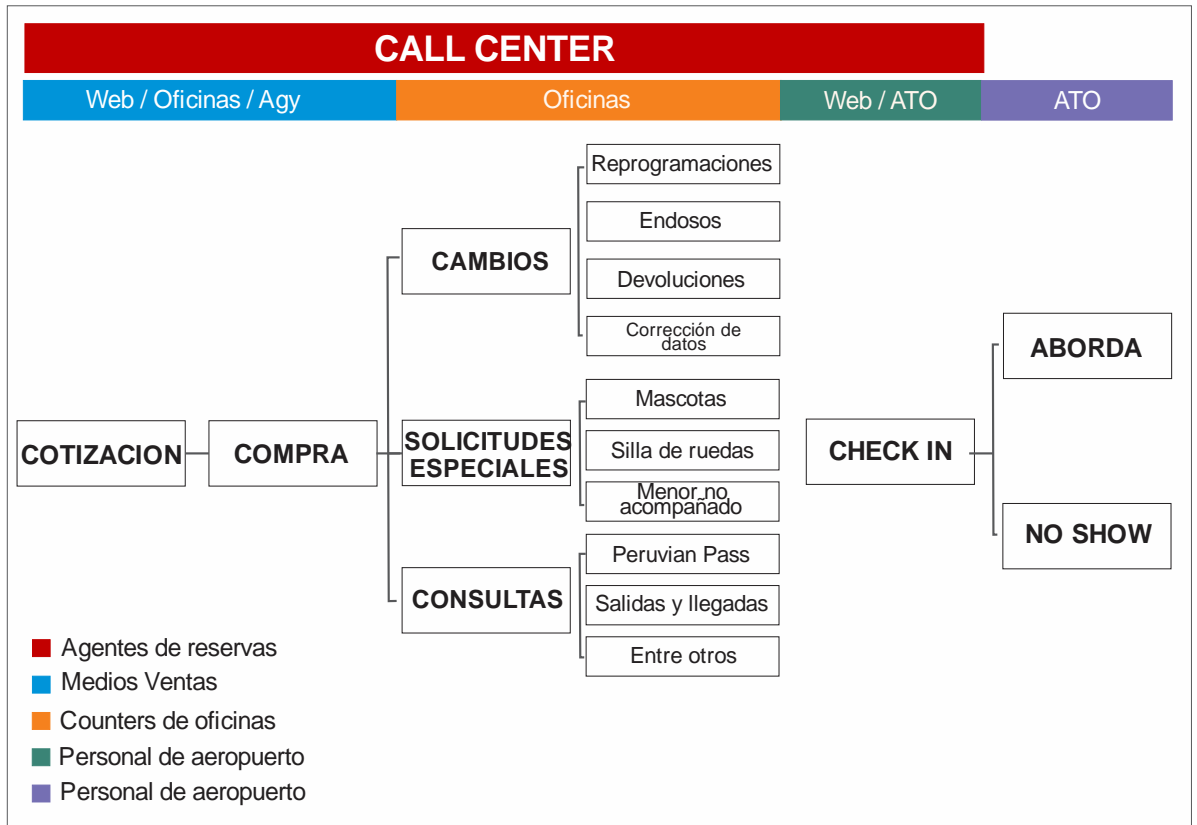 CALL CENTER
Web / Oficinas / Agy
Oficinas
Web / ATO
ATO
COTIZACION
COMPRA
CAMBIOS
Reprogramaciones
Endosos
Devoluciones
Corrección de
datos
SOLICITUDES
ESPECIALES
Mascotas
Silla de ruedas
Menor no
acompañado
CONSULTAS
Peruvian Pass
Salidas y llegadas
Entre otros
CHECK IN
ABORDA
NO SHOW
Agentes de reservas
Medios Ventas
Counters de oficinas
Personal de aeropuerto
Personal de aeropuerto